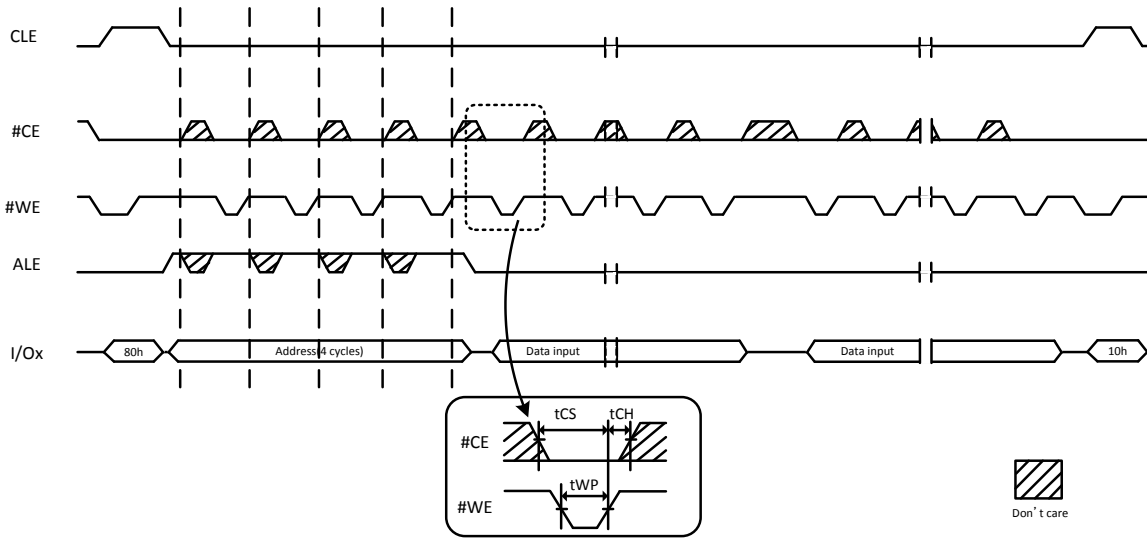 CLE
#CE
#WE
ALE
I/Ox
80h
Address(4 cycles)
Data input
Data input
10h
tCS
tCH
#CE
tWP
#WE
Don't care